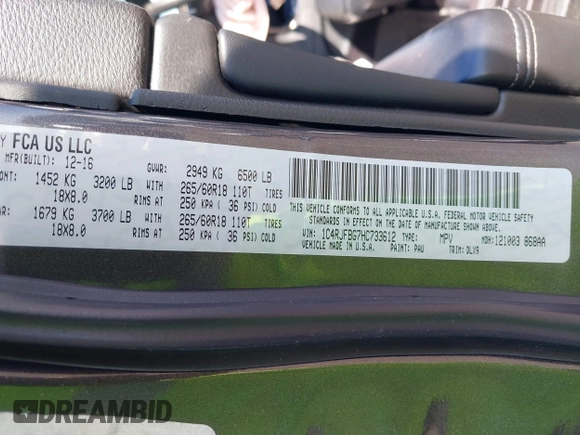 Y FCA US LLC
MFR(BUILT): 12-16 GVWR: 2949 KG 6500 LB
ONT: 1452 KG 3200 LB WITH 265/60R18 110T TIRES
18X8.0 RIMS AT 250 KPA ( 36 PSI) COLD
AR: 1679 KG 3700 LB WITH 265/60R18 110T TIRES
18X8.0 RIMS AT 250 KPA ( 36 PSI) COLD
THIS VEHICLE CONFORMS TO ALL APPLICABLE U.S.A. FEDERAL MOTOR VEHICLE SAFETY
STANDARDS IN EFFECT ON THE DATE OF MANUFACTURE SHOWN ABOVE.
VIN: 1C4RJFBG7HC733612 TYPE: MPV MDH: 121003 868AA
VEHICLE MADE IN U.S.A. PAINT: PAU TRIM: DLX9
DREAMBID